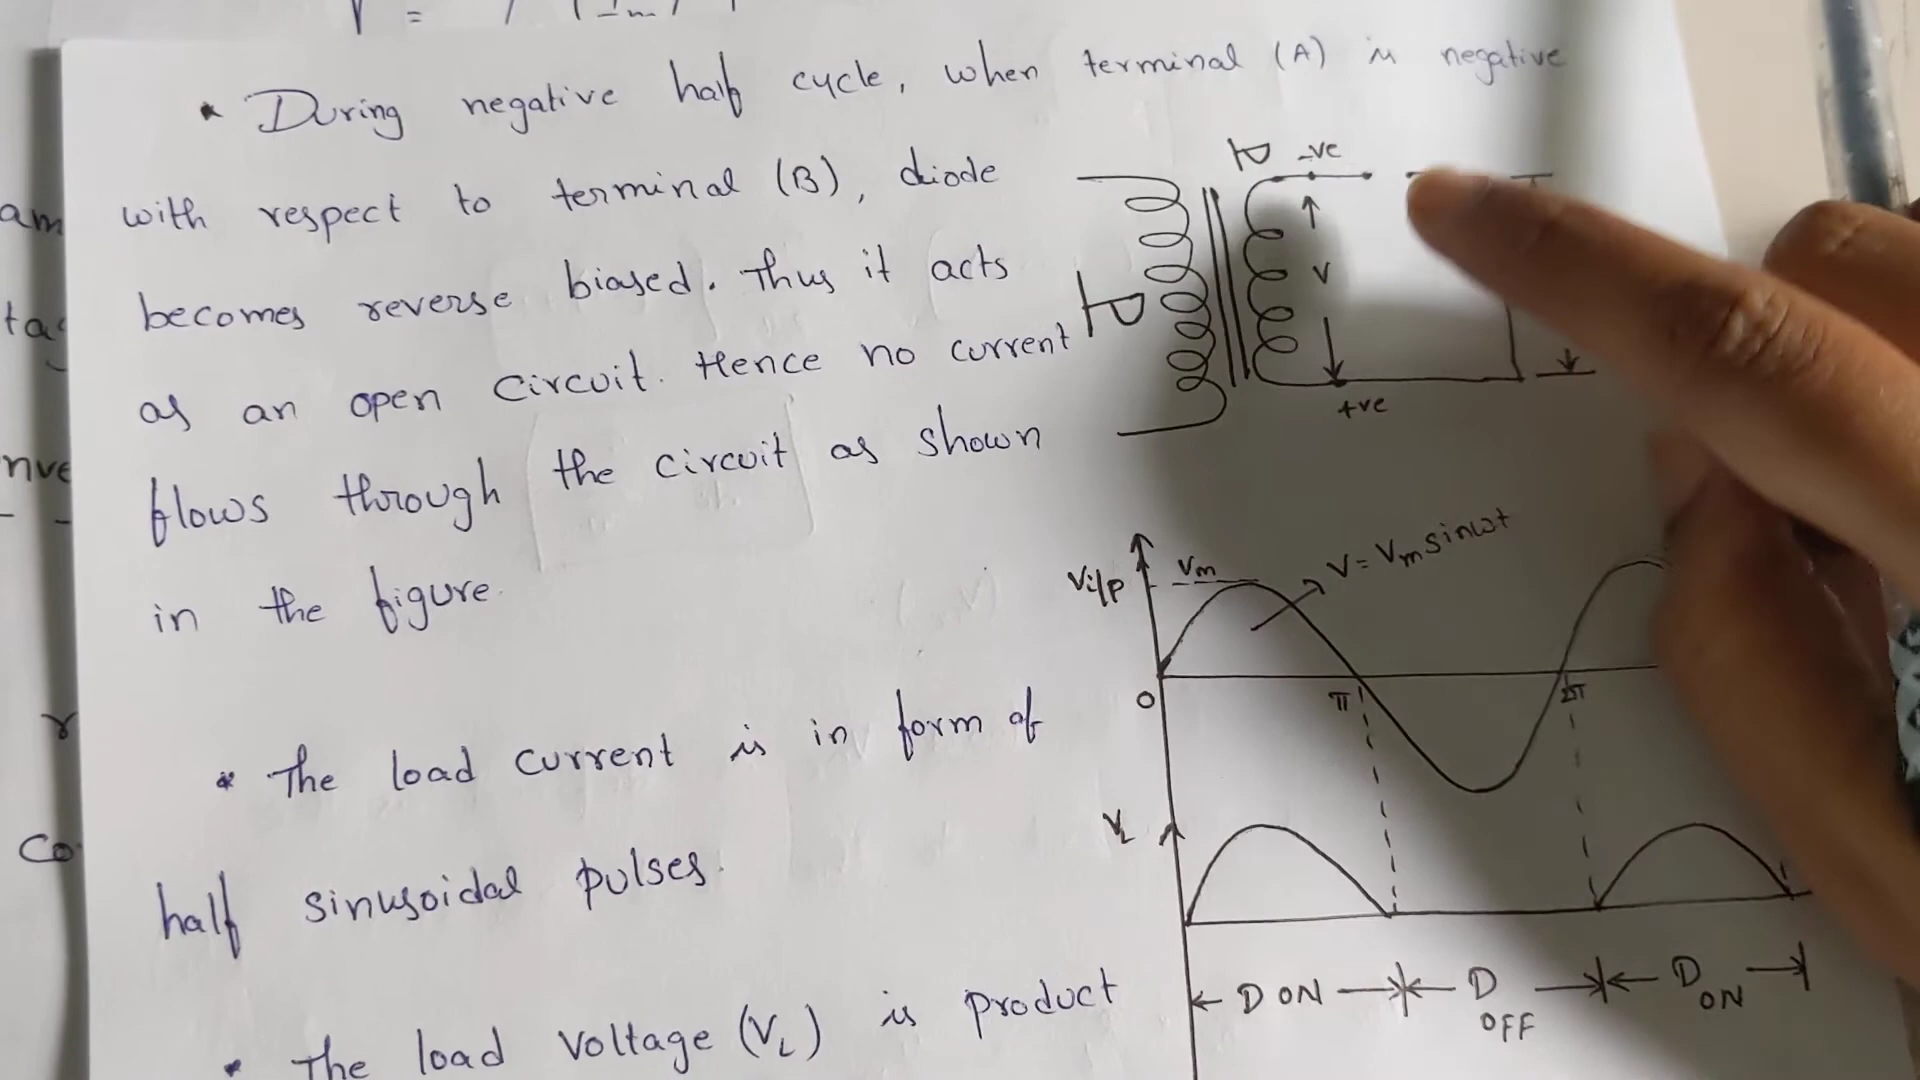 * During negative half cycle, when terminal (A) is negative
with respect to terminal (B), diode
becomes reverse biased. Thus it acts
as an open circuit. Hence no current
flows through the circuit as shown
in the figure.
* The load current is in form of
half sinusoidal pulses.
* The load voltage (VL) is product
-ve
V
+ve
Vi/p
Vm
V = Vm sinωt
0
π
2π
VL
D ON
D OFF
D ON
am
nve
r
co